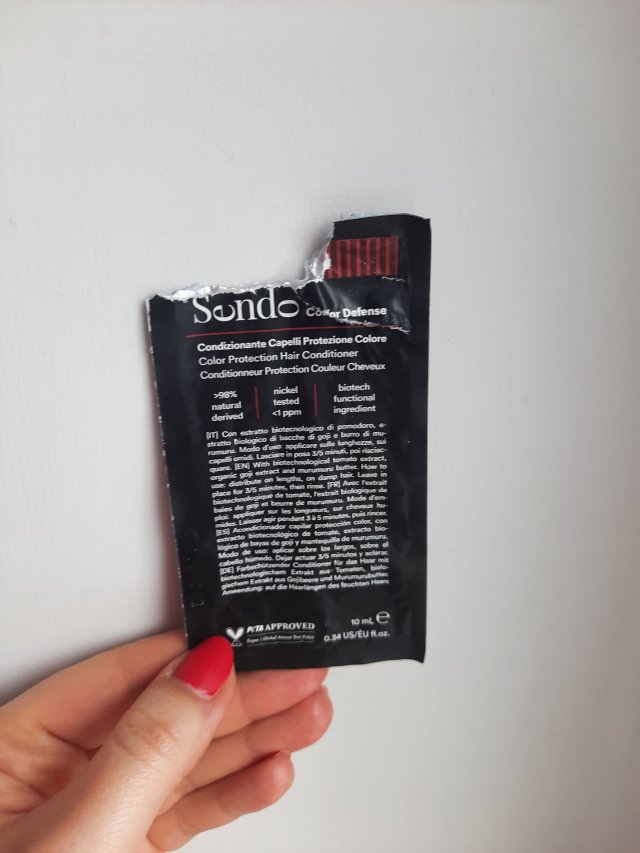 Sendo Color Defense
Condizionante Capelli Protezione Colore
Color Protection Hair Conditioner
Conditionneur Protection Couleur Cheveux
>98%
natural
derived
nickel
tested
<1 ppm
biotech
functional
ingredient
[IT] Con estratto biotecnologico di pomodoro, e-
stratto Biologico di bacche di goji e burro di mu-
rumuru. Modo d'uso: applicare sulle lunghezze, sui
capelli umidi. Lasciare in posa 3/5 minuti, poi risciac-
quare. [EN] With biotechnological tomato extract,
organic goji extract and murumuru butter. How to
use: distribute on lengths, on damp hair. Leave in
place for 3/5 minutes, then rinse. [FR] Avec l'extrait
biotechnologique de tomate, l'extrait biologique de
baies de goji et beurre de murumuru. Mode d'em-
ploi: appliquer sur les longueurs, sur cheveux hu-
mides. Laisser agir pendant 3 à 5 minutes, puis rincer.
[ES] Acondicionador capilar protección color, con
extracto biotecnológico de tomate, extracto bio-
lógico de bayas de goji y mantequilla de murumuru.
Modo de uso: aplicar sobre los largos, sobre el
cabello húmedo. Dejar actuar 3/5 minutos y aclarar.
[DE] Farbschützender Conditioner für das Haar mit
biotechnologischem Extrakt aus Tomaten, biolo-
gischem Extrakt aus Gojibeere und Murumurubutter.
Anwendung: auf die Haarlängen des feuchten Haars
PETA APPROVED
Vegan | Global Animal Test Policy
10 mL e
0.34 US/EU fl.oz.